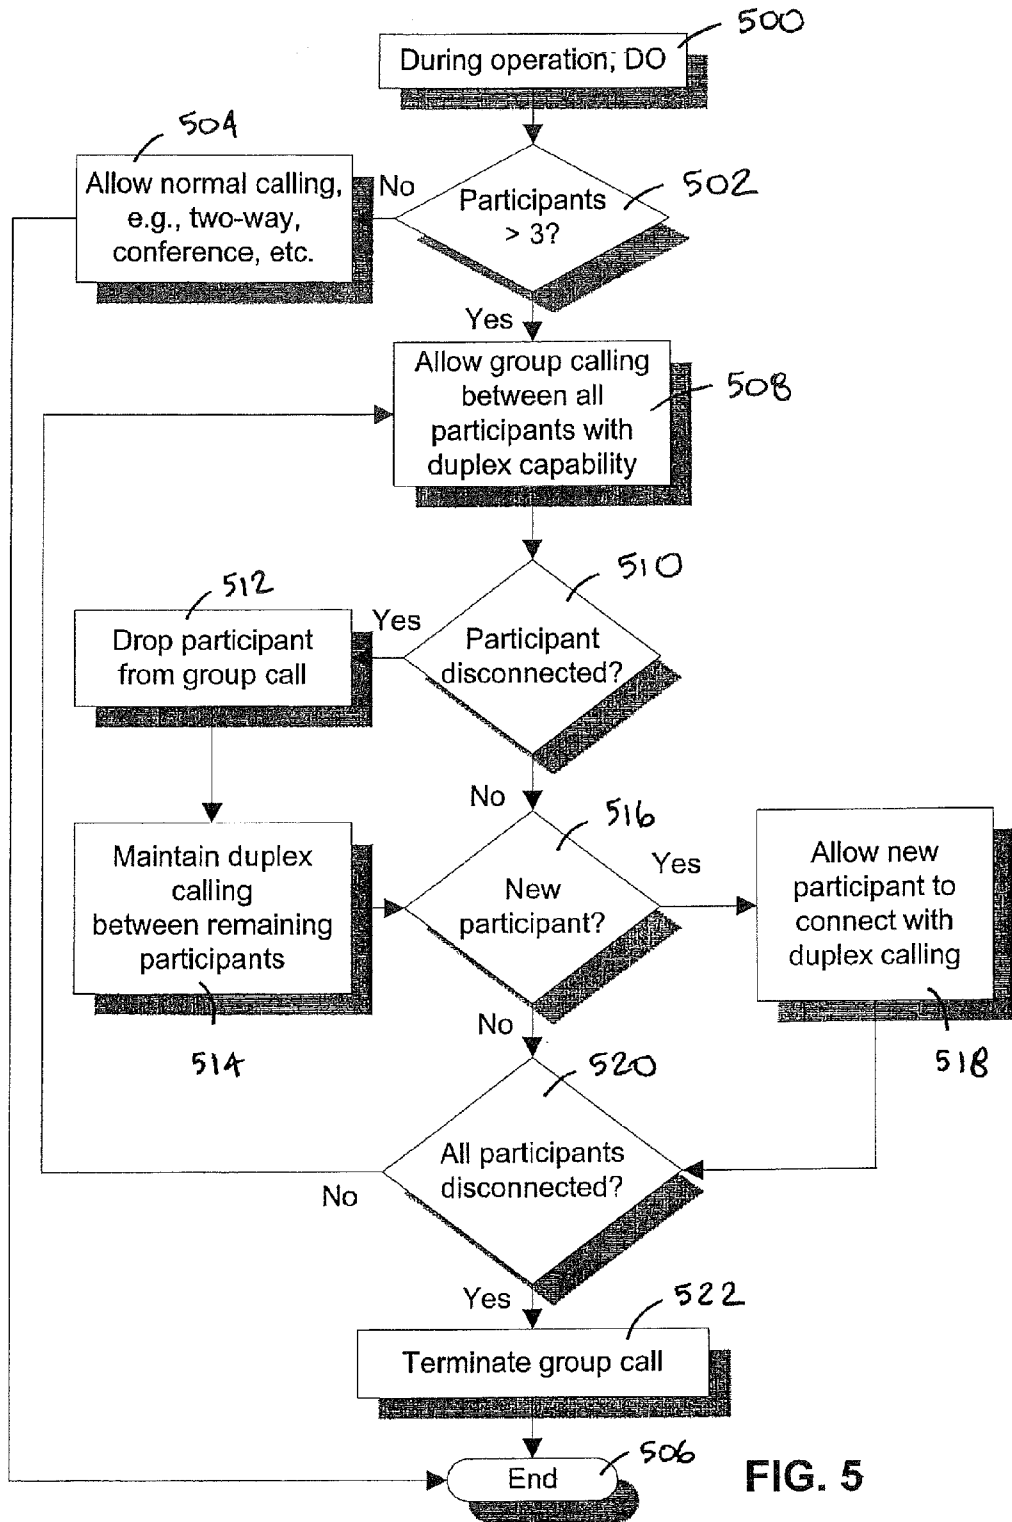 500
During operation, DO
504
Allow normal calling,
e.g., two-way,
conference, etc.
No
502
Participants
> 3?
Yes
Allow group calling
between all
participants with
duplex capability
508
510
512
Yes
Drop participant
from group call
Participant
disconnected?
No
516
Maintain duplex
calling
between remaining
participants
514
New
participant?
Yes
Allow new
participant to
connect with
duplex calling
518
No
520
All participants
disconnected?
No
Yes
522
Terminate group call
506
End
FIG. 5